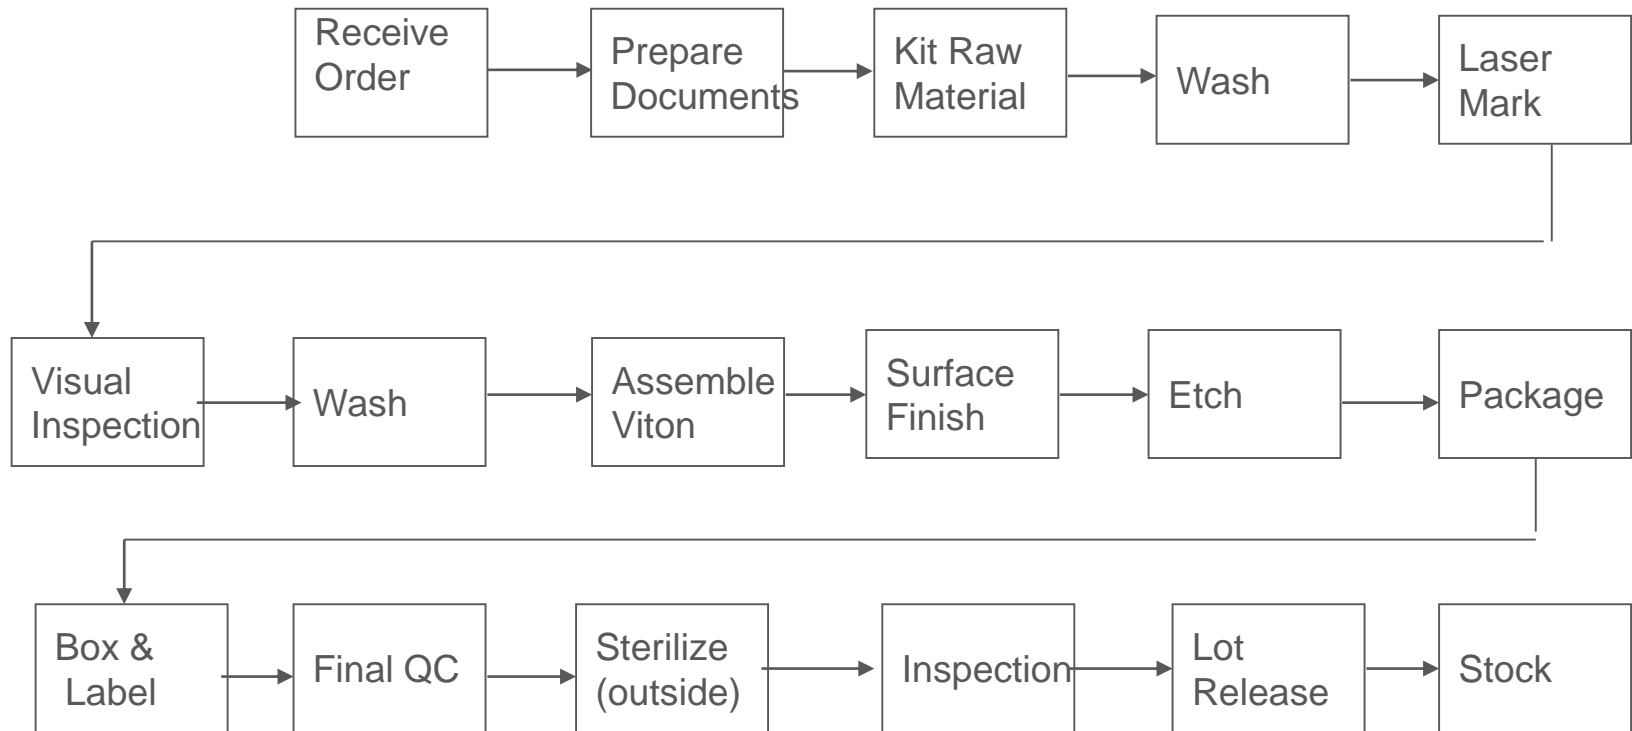 Receive
Order
Prepare
Documents
Kit Raw
Material
Wash
Laser
Mark
Visual
Inspection
Wash
Assemble
Viton
Surface
Finish
Etch
Package
Box &
Label
Final QC
Sterilize
(outside)
Inspection
Lot
Release
Stock